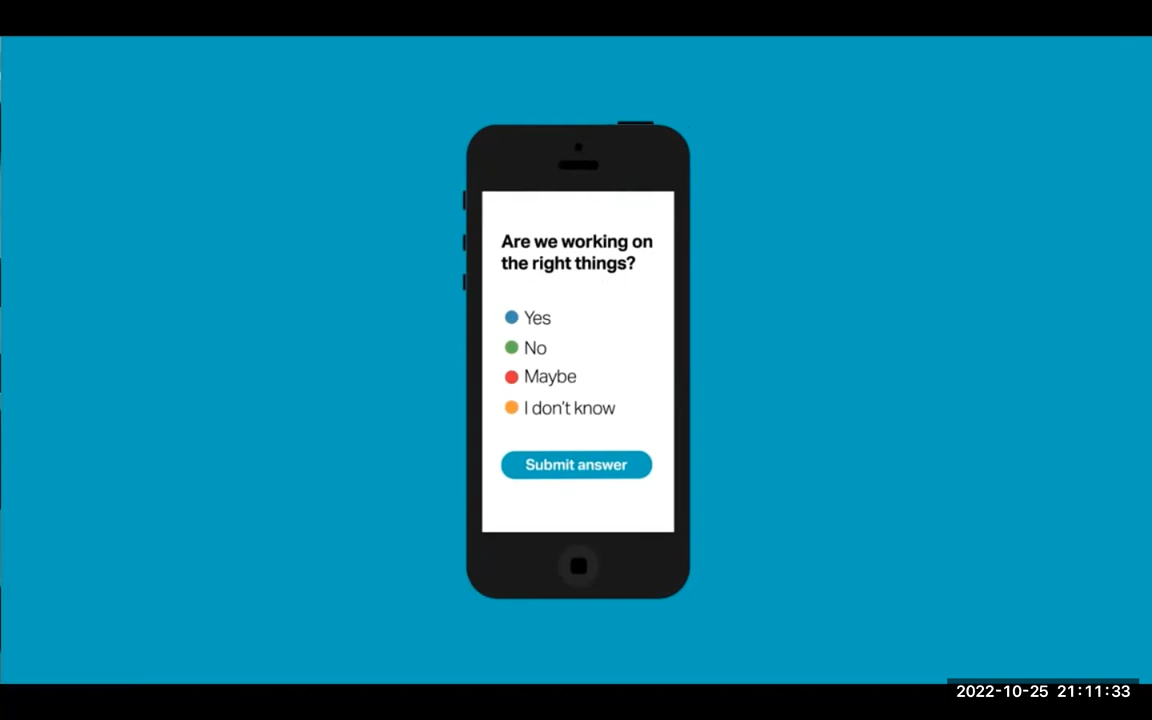 Are we working on
the right things?
Yes
No
Maybe
I don't know
Submit answer
2022-10-25 21:11:33